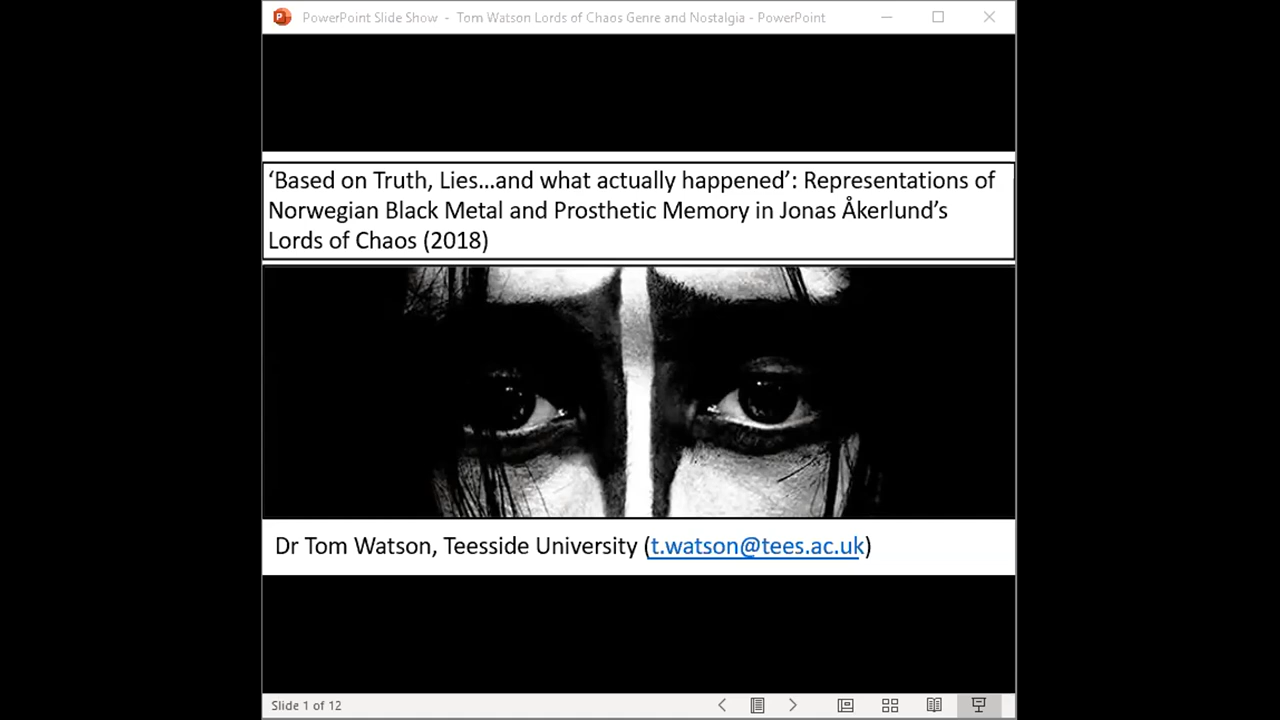 PowerPoint Slide Show - Tom Watson Lords of Chaos Genre and Nostalgia - PowerPoint
‘Based on Truth, Lies…and what actually happened’: Representations of
Norwegian Black Metal and Prosthetic Memory in Jonas Åkerlund’s
Lords of Chaos (2018)
Dr Tom Watson, Teesside University (t.watson@tees.ac.uk)
Slide 1 of 12